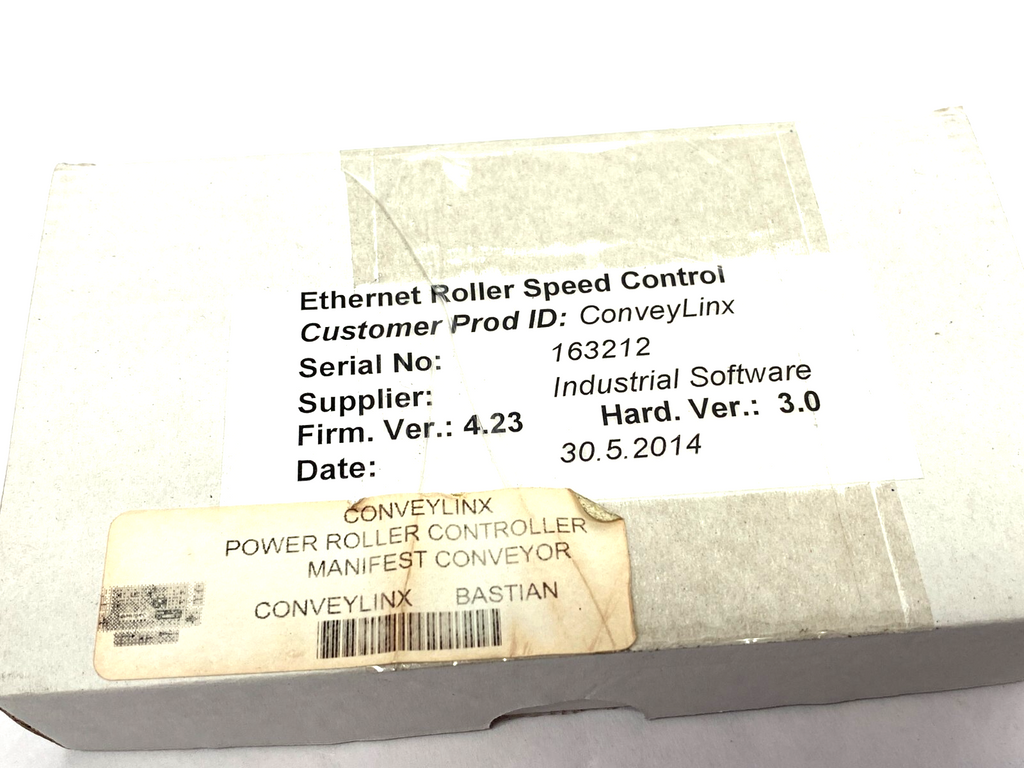 Ethernet Roller Speed Control
Customer Prod ID: ConveyLinx
Serial No: 163212
Supplier: Industrial Software
Firm. Ver.: 4.23 Hard. Ver.: 3.0
Date: 30.5.2014
CONVEYLINX
POWER ROLLER CONTROLLER
MANIFEST CONVEYOR
CONVEYLINX BASTIAN